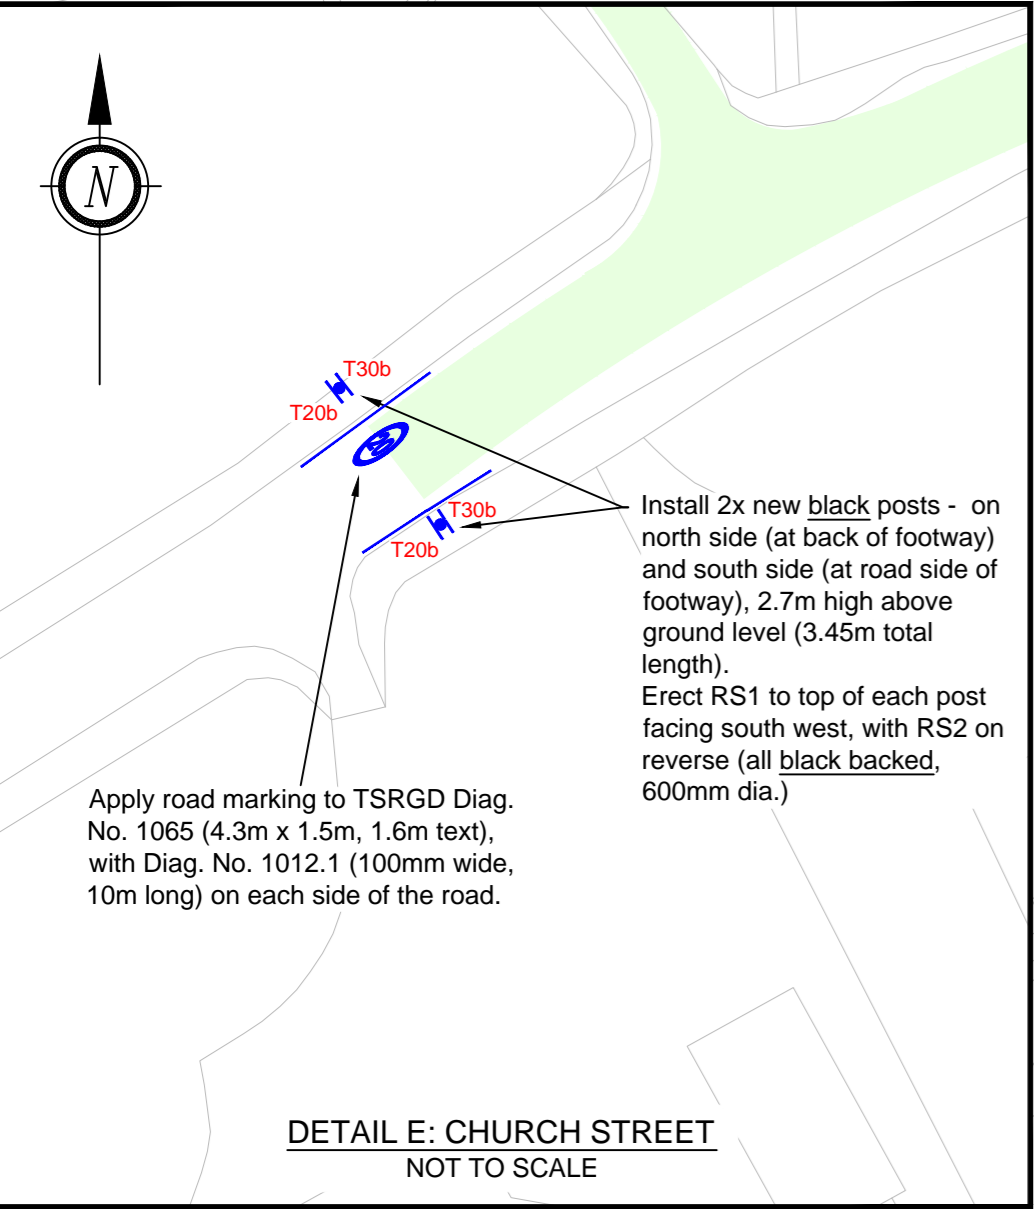 N
T30b
T20b
30
T30b
T20b
Install 2x new black posts - on
north side (at back of footway)
and south side (at road side of
footway), 2.7m high above
ground level (3.45m total
length).
Erect RS1 to top of each post
facing south west, with RS2 on
reverse (all black backed,
600mm dia.)
Apply road marking to TSRGD Diag.
No. 1065 (4.3m x 1.5m, 1.6m text),
with Diag. No. 1012.1 (100mm wide,
10m long) on each side of the road.
DETAIL E: CHURCH STREET
NOT TO SCALE